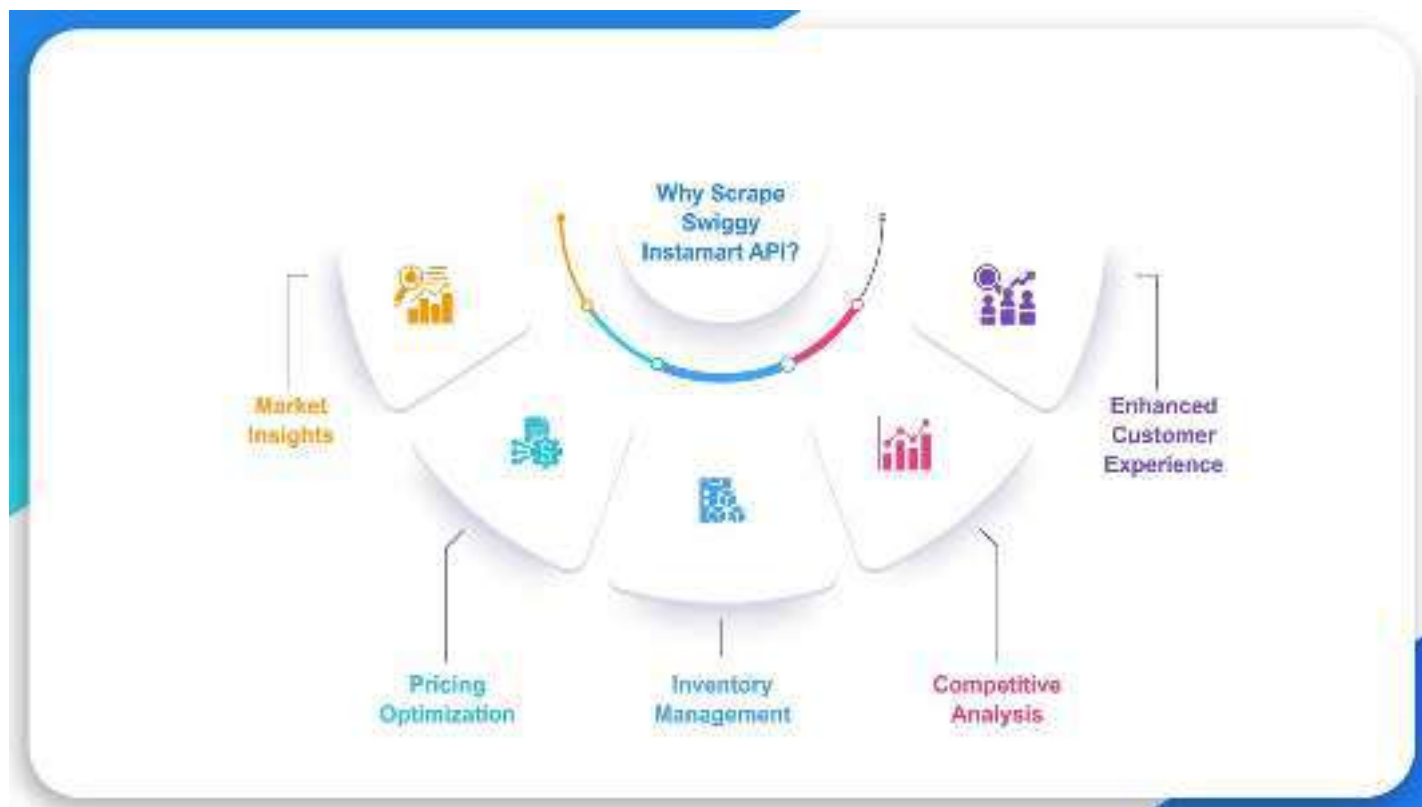 Why Scrape
Swiggy
Instamart API?
Market
Insights
Pricing
Optimization
Inventory
Management
Competitive
Analysis
Enhanced
Customer
Experience